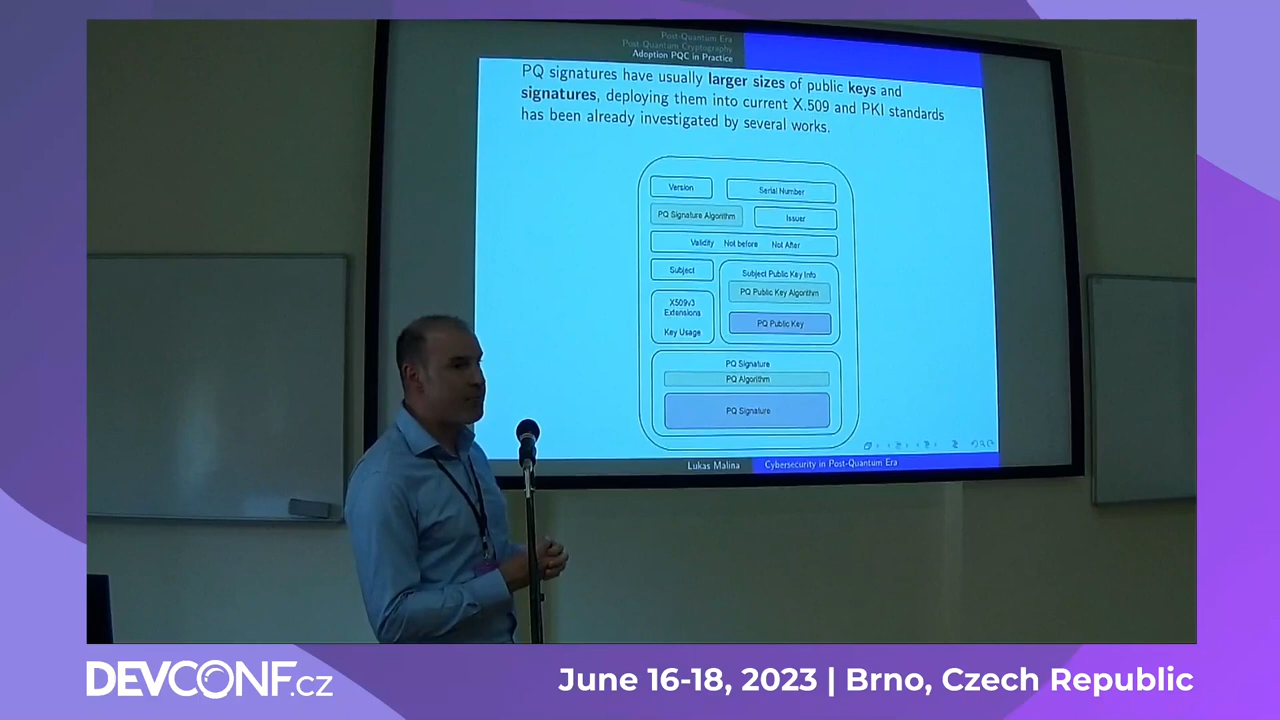 Post-Quantum Era
Post-Quantum Cryptography
Adoption PQC in Practice
PQ signatures have usually larger sizes of public keys and
signatures, deploying them into current X.509 and PKI standards
has been already investigated by several works.
Version
Serial Number
PQ Signature Algorithm
Issuer
Validity Not before Not After
Subject
Subject Public Key Info
PQ Public Key Algorithm
X509v3
Extensions
Key Usage
PQ Public Key
PQ Signature
PQ Algorithm
PQ Signature
Lukas Malina
Cybersecurity in Post-Quantum Era
DEVCONF.cz
June 16-18, 2023 | Brno, Czech Republic